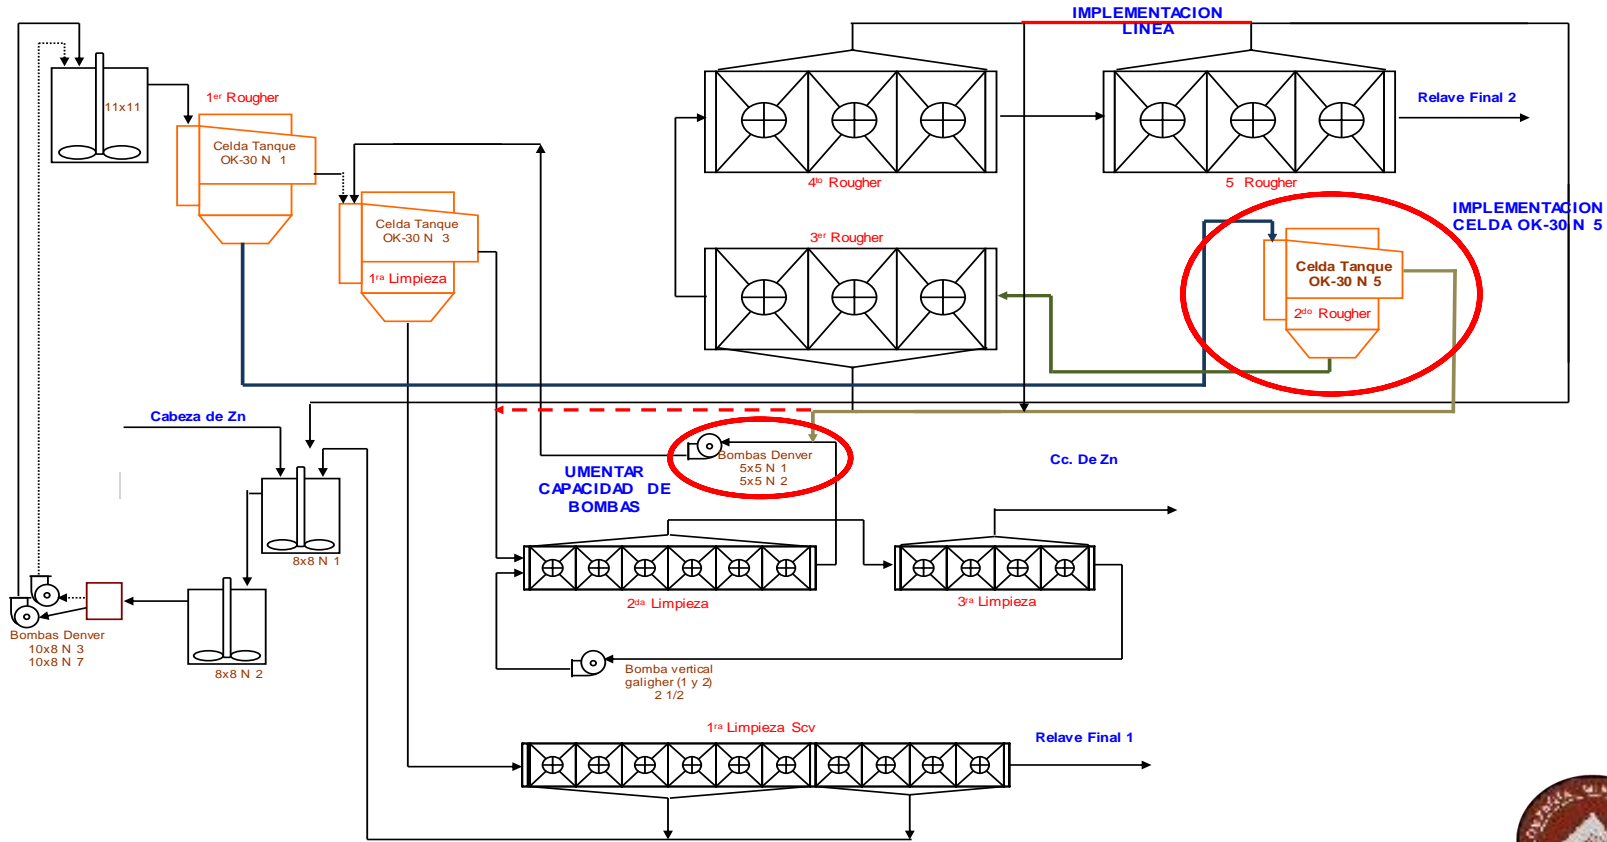 IMPLEMENTACION
LINEA
11x11
1er Rougher
Celda Tanque
OK-30 N 1
Celda Tanque
OK-30 N 3
1ra Limpieza
4to Rougher
5 Rougher
Relave Final 2
IMPLEMENTACION
CELDA OK-30 N 5
3er Rougher
Celda Tanque
OK-30 N 5
2do Rougher
Cabeza de Zn
Bombas Denver
5x5 N 1
5x5 N 2
UMENTAR
CAPACIDAD DE
BOMBAS
Cc. De Zn
8x8 N 1
2da Limpieza
3ra Limpieza
Bombas Denver
10x8 N 3
10x8 N 7
8x8 N 2
Bomba vertical
galigher (1 y 2)
2 1/2
1ra Limpieza Scv
Relave Final 1